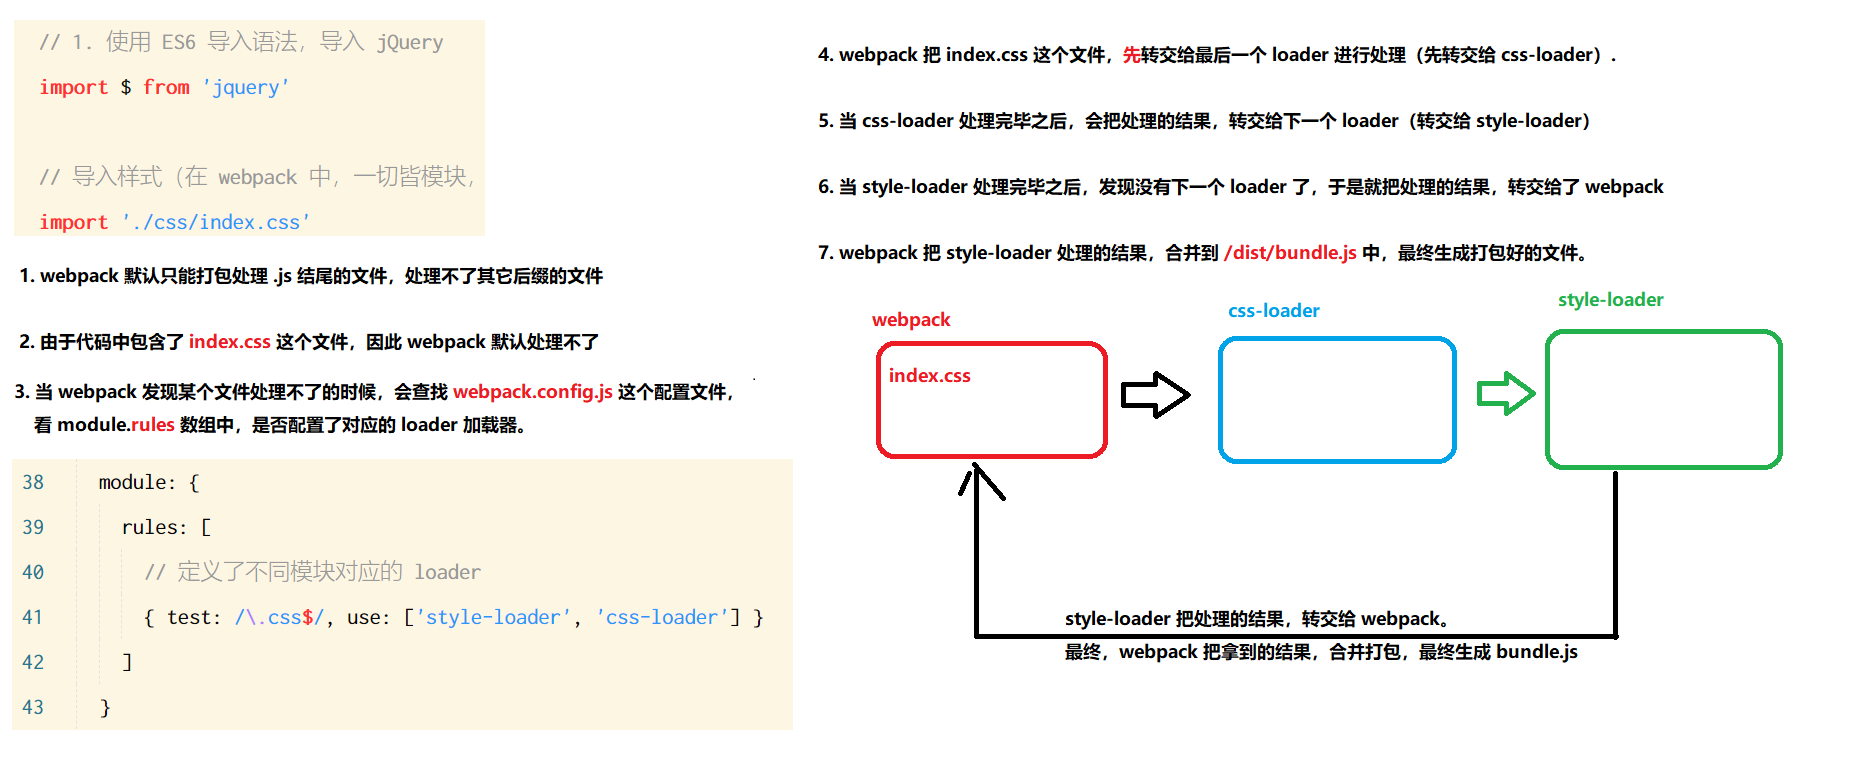 // 1. 使用 ES6 导入语法，导入 jQuery
import $ from 'jquery'
// 导入样式（在 webpack 中，一切皆模块，
import './css/index.css'
1. webpack 默认只能打包处理 .js 结尾的文件，处理不了其它后缀的文件
2. 由于代码中包含了 index.css 这个文件，因此 webpack 默认处理不了
3. 当 webpack 发现某个文件处理不了的时候，会查找 webpack.config.js 这个配置文件，
看 module.rules 数组中，是否配置了对应的 loader 加载器。
38 module: {
39 rules: [
40 // 定义了不同模块对应的 loader
41 { test: /\.css$/, use: ['style-loader', 'css-loader'] }
42 ]
43 }
4. webpack 把 index.css 这个文件，先转交给最后一个 loader 进行处理（先转交给 css-loader）.
5. 当 css-loader 处理完毕之后，会把处理的结果，转交给下一个 loader（转交给 style-loader）
6. 当 style-loader 处理完毕之后，发现没有下一个 loader 了，于是就把处理的结果，转交给了 webpack
7. webpack 把 style-loader 处理的结果，合并到 /dist/bundle.js 中，最终生成打包好的文件。
webpack
css-loader
style-loader
index.css
style-loader 把处理的结果，转交给 webpack。
最终，webpack 把拿到的结果，合并打包，最终生成 bundle.js